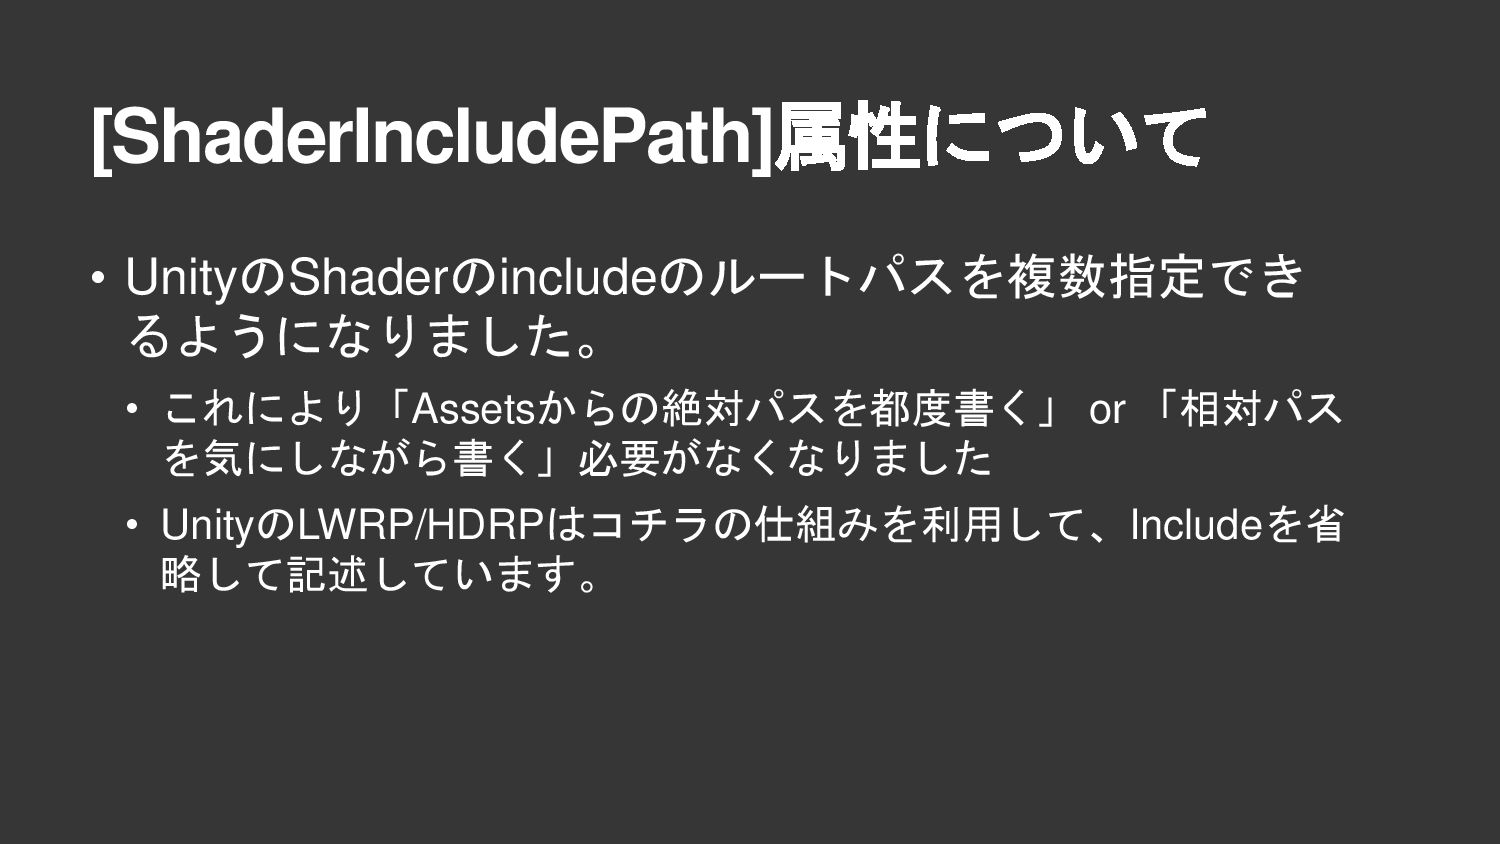 [ShaderIncludePath]属性について
• UnityのShaderのincludeのルートパスを複数指定でき
るようになりました。
• これにより「Assetsからの絶対パスを都度書く」 or 「相対パス
を気にしながら書く」必要がなくなりました
• UnityのLWRP/HDRPはコチラの仕組みを利用して、Includeを省
略して記述しています。